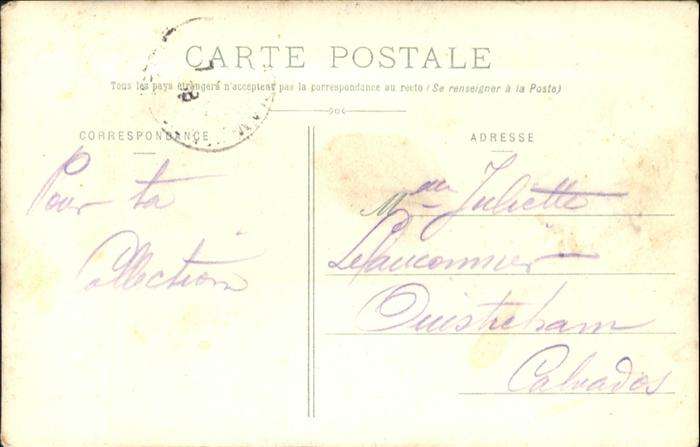 CARTE POSTALE
Tous les pays étrangers n'acceptent pas la correspondance au recto (Se renseigner à la Poste)
CORRESPONDANCE
Pour ta
Collection
ADRESSE
Melle Juliette
Lefauconnier
Ouistreham
Calvados